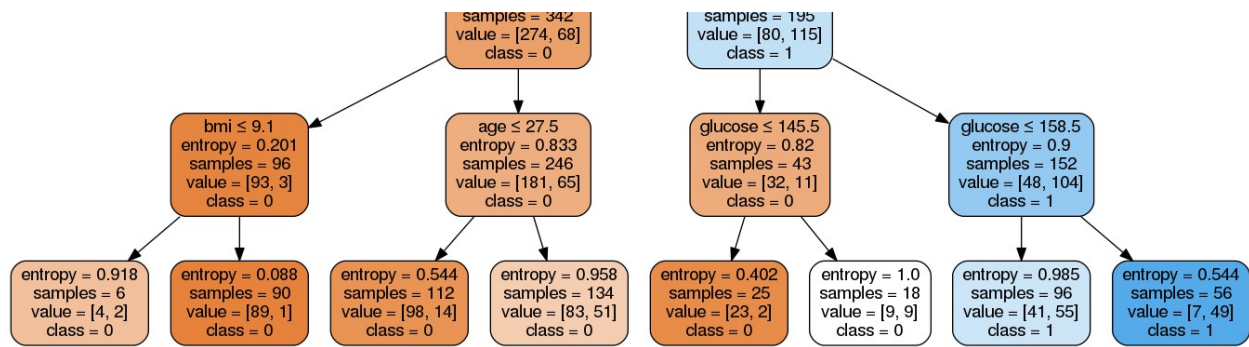 samples = 342
value = [274, 68]
class = 0
samples = 195
value = [80, 115]
class = 1
bmi ≤ 9.1
entropy = 0.201
samples = 96
value = [93, 3]
class = 0
age ≤ 27.5
entropy = 0.833
samples = 246
value = [181, 65]
class = 0
glucose ≤ 145.5
entropy = 0.82
samples = 43
value = [32, 11]
class = 0
glucose ≤ 158.5
entropy = 0.9
samples = 152
value = [48, 104]
class = 1
entropy = 0.918
samples = 6
value = [4, 2]
class = 0
entropy = 0.088
samples = 90
value = [89, 1]
class = 0
entropy = 0.544
samples = 112
value = [98, 14]
class = 0
entropy = 0.958
samples = 134
value = [83, 51]
class = 0
entropy = 0.402
samples = 25
value = [23, 2]
class = 0
entropy = 1.0
samples = 18
value = [9, 9]
class = 0
entropy = 0.985
samples = 96
value = [41, 55]
class = 1
entropy = 0.544
samples = 56
value = [7, 49]
class = 1